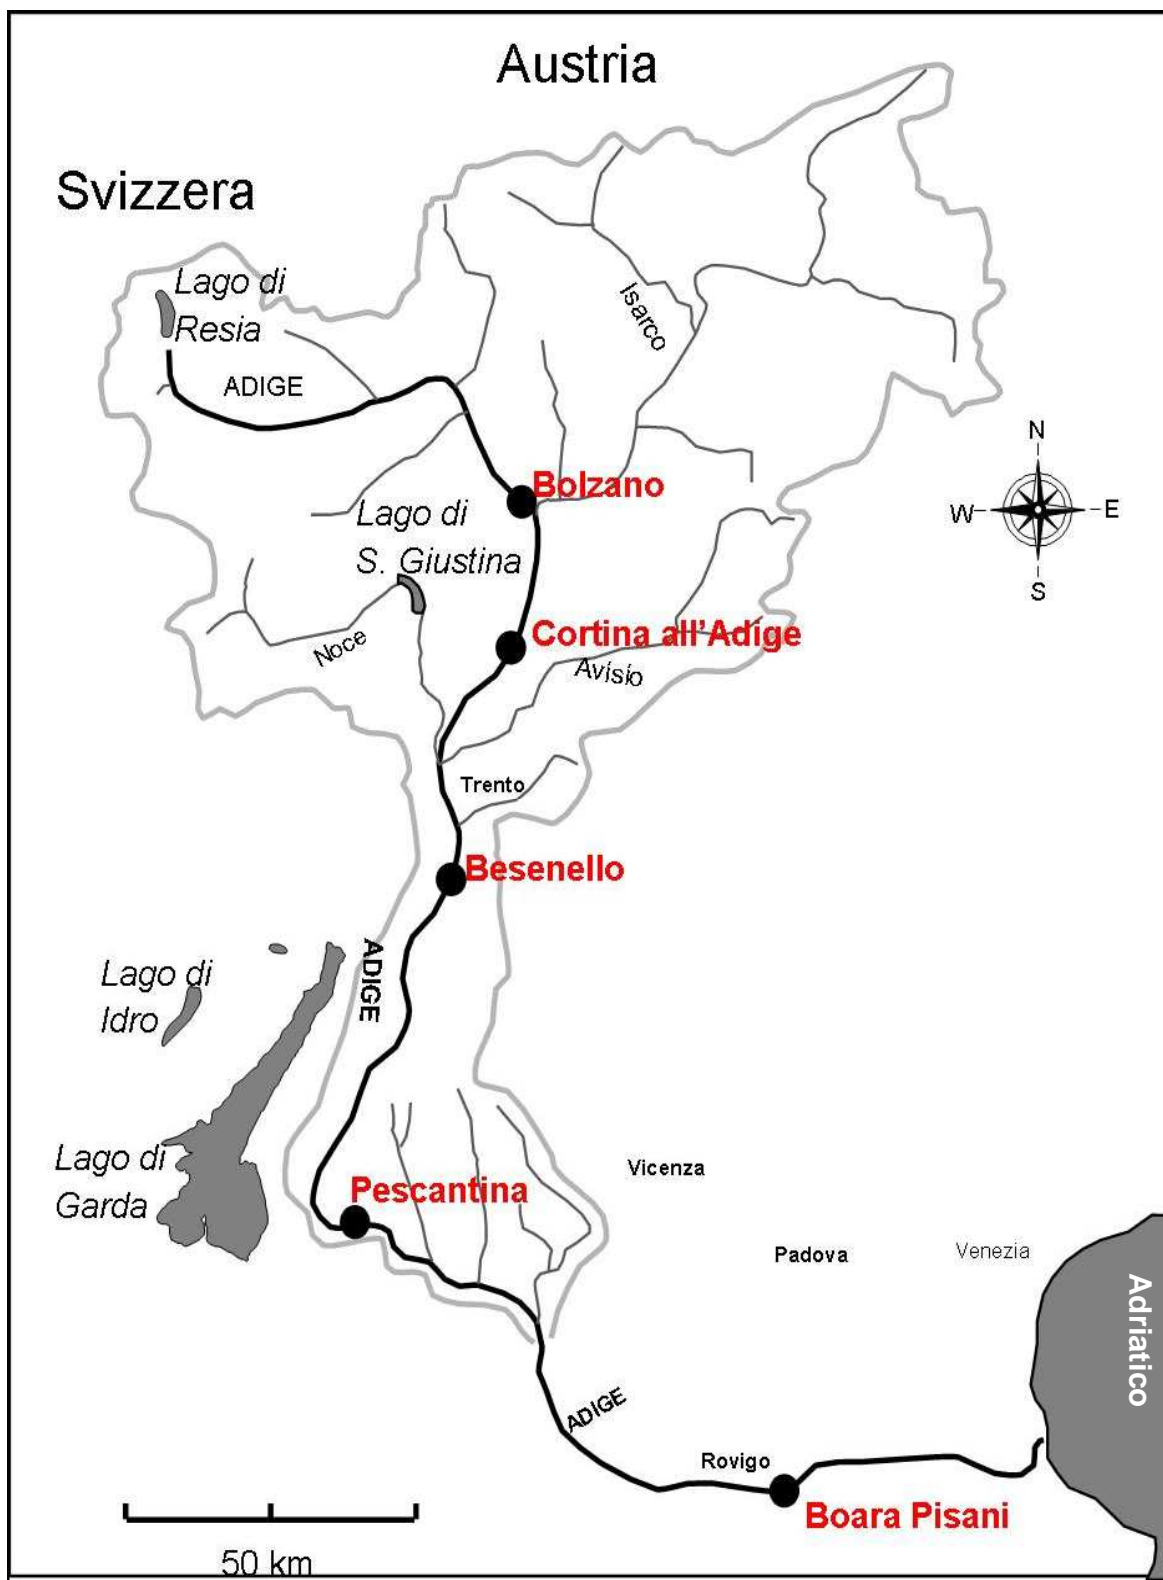 Austria
Svizzera
Lago di
Resia
ADIGE
Isarco
Bolzano
Lago di
S. Giustina
N
W
E
S
Cortina all'Adige
Noce
Avisio
Trento
Besenello
ADIGE
Lago di
Idro
Lago di
Garda
Vicenza
Pescantina
Padova
Venezia
Adriatico
ADIGE
Rovigo
Boara Pisani
50 km